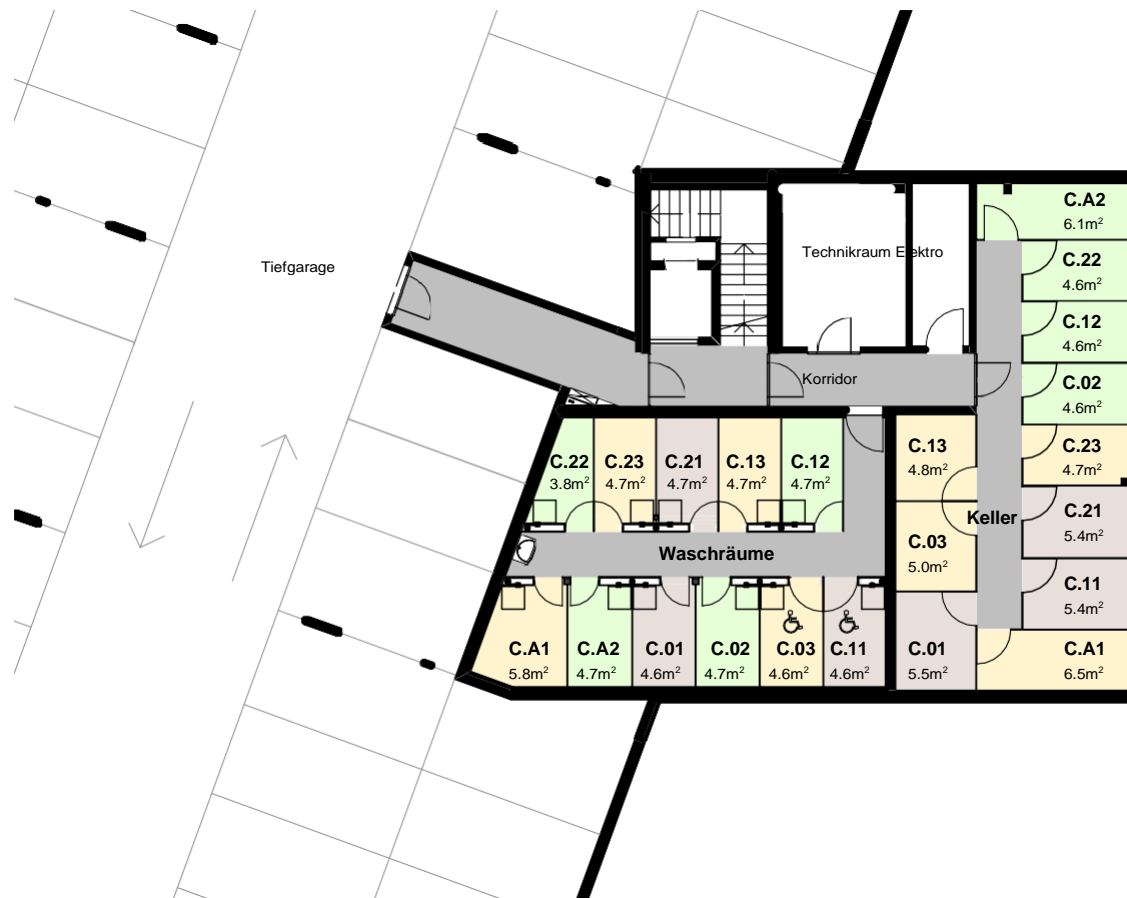 C.A2
6.1m²
Tiefgarage
Technikraum Elektro
C.22
4.6m²
C.12
4.6m²
Korridor
C.02
4.6m²
C.22
3.8m²
C.23
4.7m²
C.21
4.7m²
C.13
4.7m²
C.12
4.7m²
C.13
4.8m²
C.23
4.7m²
Keller
C.21
5.4m²
Waschräume
C.03
5.0m²
C.11
5.4m²
C.A1
5.8m²
C.A2
4.7m²
C.01
4.6m²
C.02
4.7m²
C.03
4.6m²
C.11
4.6m²
C.01
5.5m²
C.A1
6.5m²